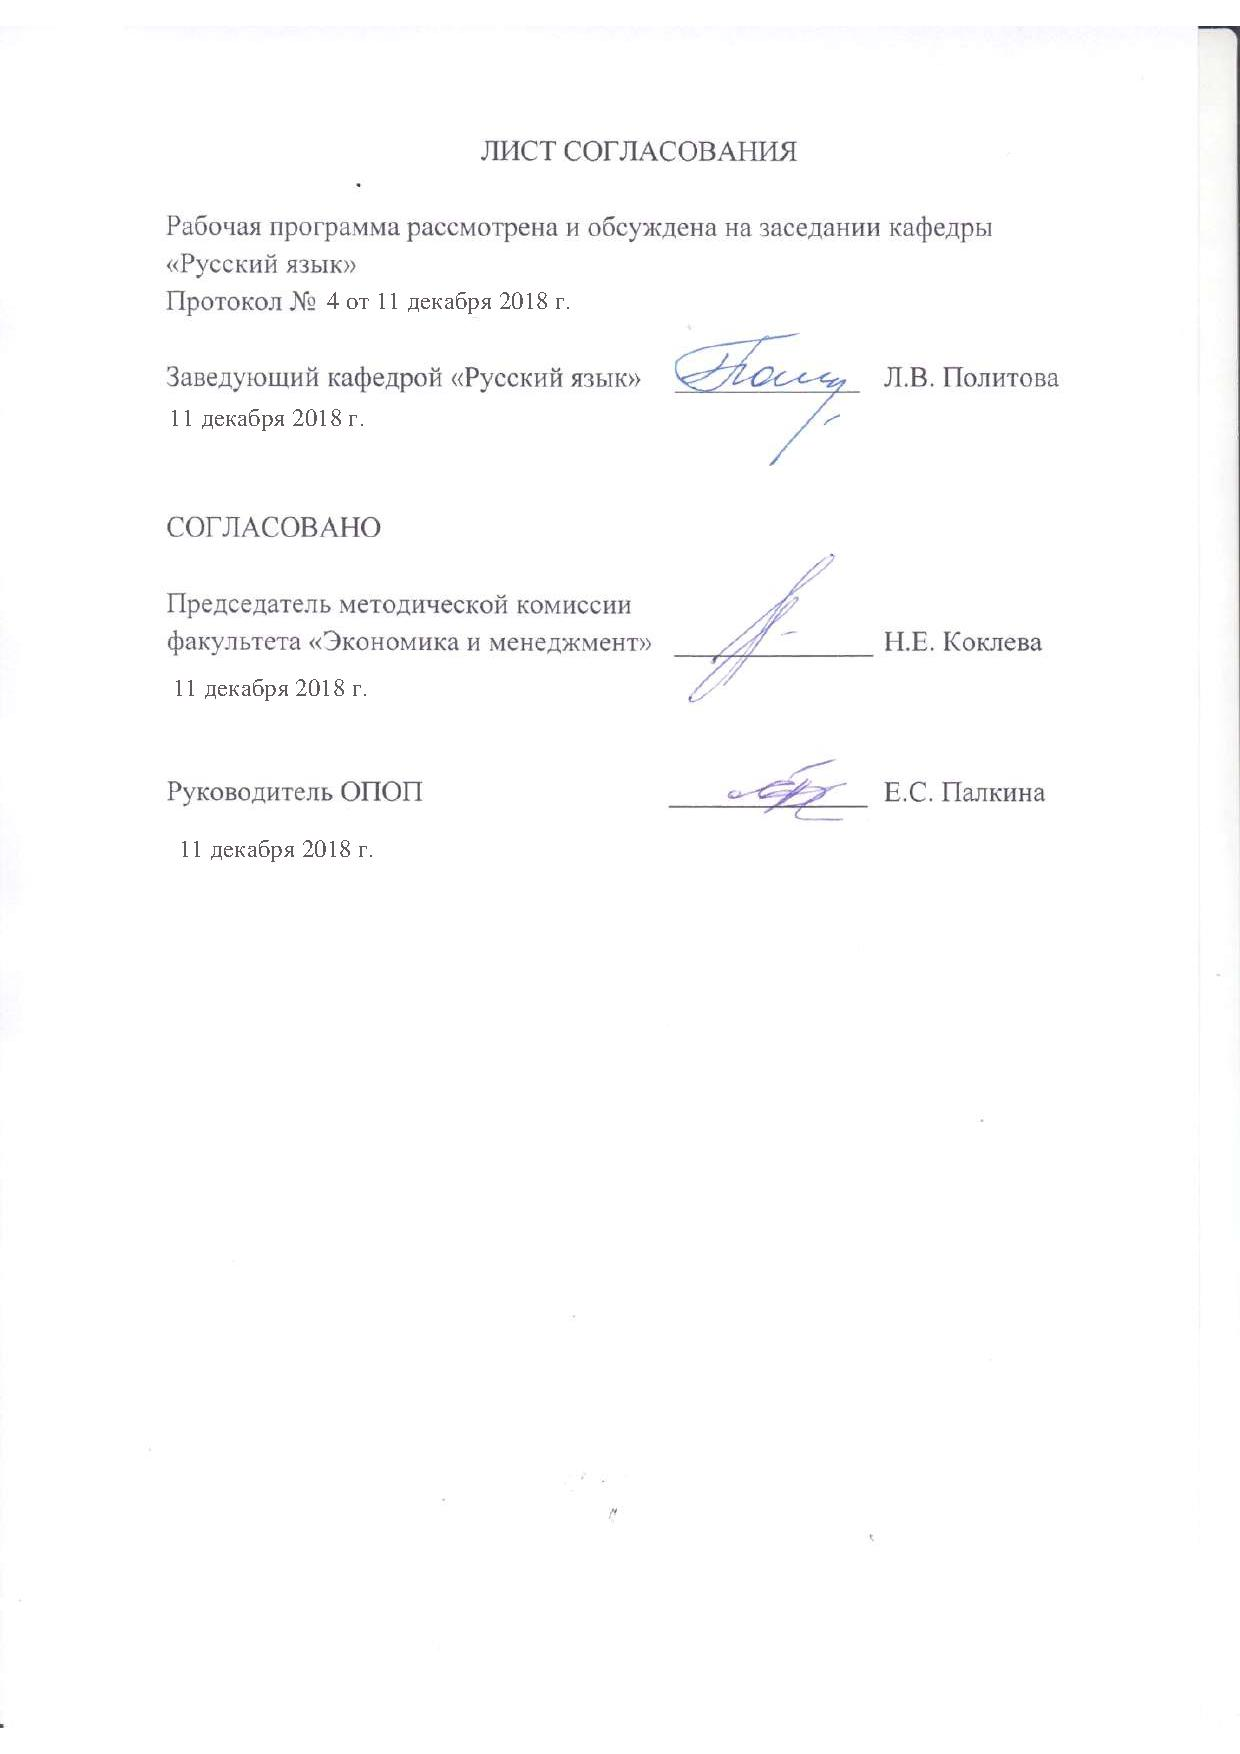 ЛИСТ СОГЛАСОВАНИЯ
Рабочая программа рассмотрена и обсуждена на заседании кафедры
«Русский язык»
Протокол № 4 от 11 декабря 2018 г.
Заведующий кафедрой «Русский язык» Л.В. Политова
11 декабря 2018 г.
СОГЛАСОВАНО
Председатель методической комиссии
факультета «Экономика и менеджмент» Н.Е. Коклева
11 декабря 2018 г.
Руководитель ОПОП Е.С. Палкина
11 декабря 2018 г.